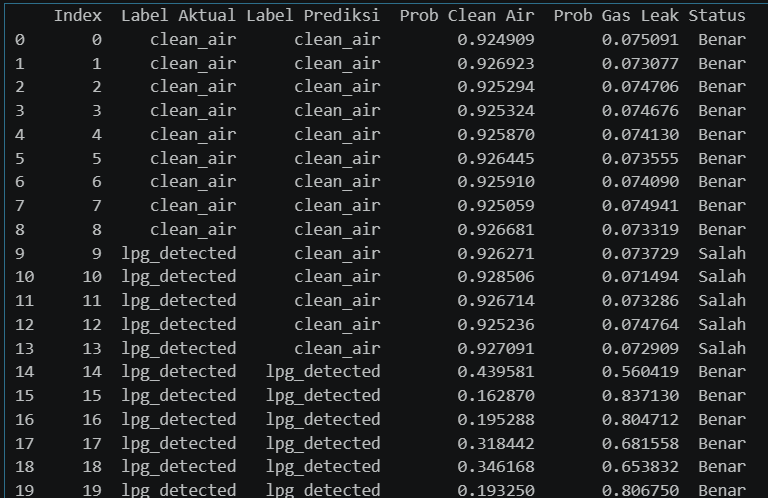 Index Label Aktual Label Prediksi Prob Clean Air Prob Gas Leak Status
0 0 clean_air clean_air 0.924909 0.075091 Benar
1 1 clean_air clean_air 0.926923 0.073077 Benar
2 2 clean_air clean_air 0.925294 0.074706 Benar
3 3 clean_air clean_air 0.925324 0.074676 Benar
4 4 clean_air clean_air 0.925870 0.074130 Benar
5 5 clean_air clean_air 0.926445 0.073555 Benar
6 6 clean_air clean_air 0.925910 0.074090 Benar
7 7 clean_air clean_air 0.925059 0.074941 Benar
8 8 clean_air clean_air 0.926681 0.073319 Benar
9 9 lpg_detected clean_air 0.926271 0.073729 Salah
10 10 lpg_detected clean_air 0.928506 0.071494 Salah
11 11 lpg_detected clean_air 0.926714 0.073286 Salah
12 12 lpg_detected clean_air 0.925236 0.074764 Salah
13 13 lpg_detected clean_air 0.927091 0.072909 Salah
14 14 lpg_detected lpg_detected 0.439581 0.560419 Benar
15 15 lpg_detected lpg_detected 0.162870 0.837130 Benar
16 16 lpg_detected lpg_detected 0.195288 0.804712 Benar
17 17 lpg_detected lpg_detected 0.318442 0.681558 Benar
18 18 lpg_detected lpg_detected 0.346168 0.653832 Benar
19 19 lpg_detected lpg_detected 0.193250 0.806750 Benar